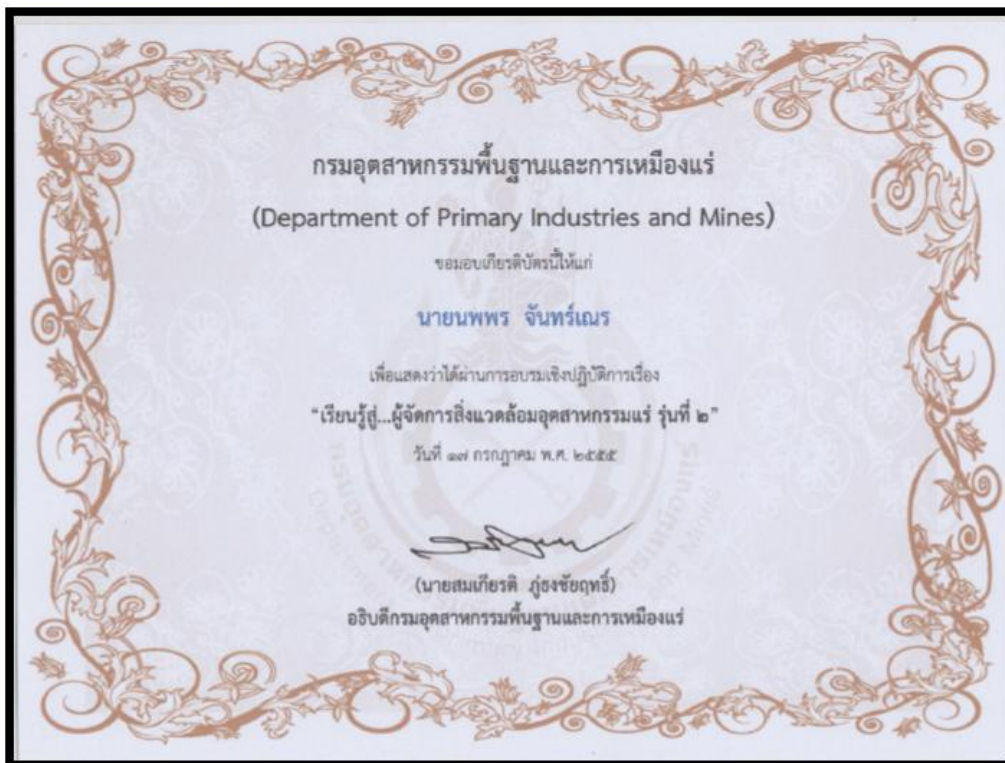 กรมอุตสาหกรรมพื้นฐานและการเหมืองแร่
(Department of Primary Industries and Mines)
ขอมอบเกียรติบัตรนี้ให้แก่
นายนพพร จันทร์เณร
เพื่อแสดงว่าได้ผ่านการอบรมเชิงปฏิบัติการเรื่อง
“เรียนรู้สู่...ผู้จัดการสิ่งแวดล้อมอุตสาหกรรมแร่ รุ่นที่ ๒”
วันที่ ๑๗ กรกฎาคม พ.ศ. ๒๕๕๕
(นายสมเกียรติ ภู่ธงชัยฤทธิ์)
อธิบดีกรมอุตสาหกรรมพื้นฐานและการเหมืองแร่